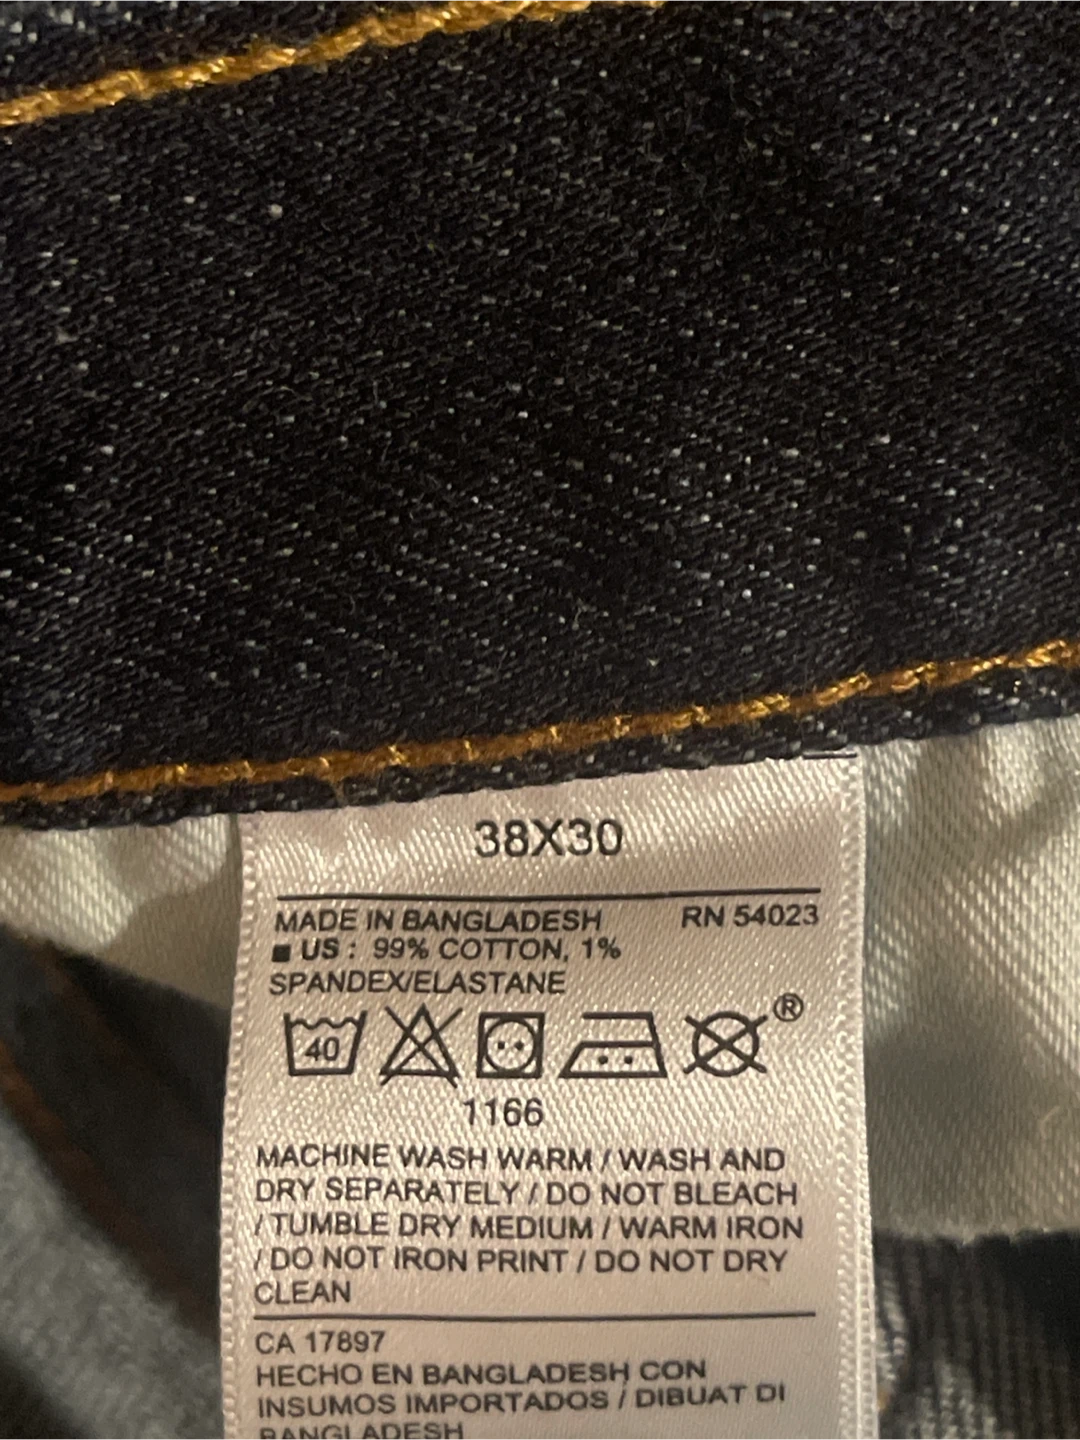 38X30
MADE IN BANGLADESH RN 54023
■ US : 99% COTTON, 1%
SPANDEX/ELASTANE
40 ®
1166
MACHINE WASH WARM / WASH AND
DRY SEPARATELY / DO NOT BLEACH
/ TUMBLE DRY MEDIUM / WARM IRON
/ DO NOT IRON PRINT / DO NOT DRY
CLEAN
CA 17897
HECHO EN BANGLADESH CON
INSUMOS IMPORTADOS / DIBUAT DI
BANGLADESH